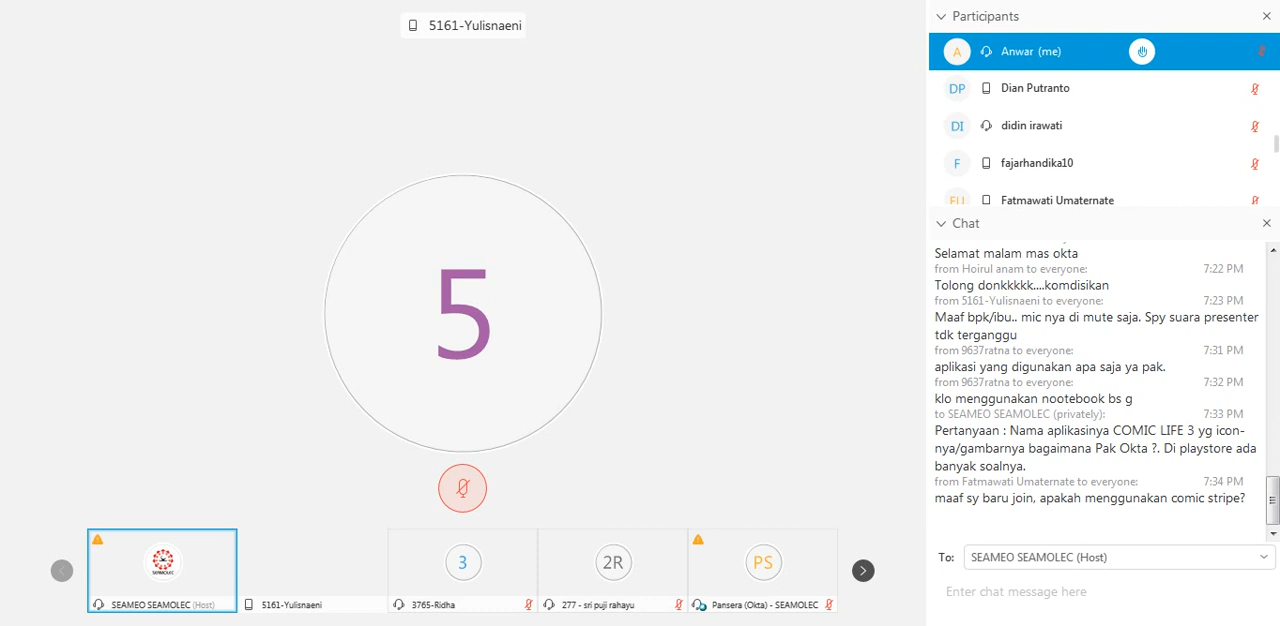 5161-Yulisnaeni
5
SEAMOLEC
SEAMEO SEAMOLEC (Host)
5161-Yulisnaeni
3
3765-Ridha
2R
277 - sri puji rahayu
PS
Pansera (Okta) - SEAMOLEC
Participants
A Anwar (me)
DP Dian Putranto
DI didin irawati
F fajarhandika10
FU Fatmawati Umaternate
Chat
Selamat malam mas okta
from Hoirul anam to everyone: 7:22 PM
Tolong donkkkkk....komdisikan
from 5161-Yulisnaeni to everyone: 7:23 PM
Maaf bpk/ibu.. mic nya di mute saja. Spy suara presenter
tdk terganggu
from 9637ratna to everyone: 7:31 PM
aplikasi yang digunakan apa saja ya pak.
from 9637ratna to everyone: 7:32 PM
klo menggunakan nootebook bs g
to SEAMEO SEAMOLEC (privately): 7:33 PM
Pertanyaan : Nama aplikasinya COMIC LIFE 3 yg icon-
nya/gambarnya bagaimana Pak Okta ?. Di playstore ada
banyak soalnya.
from Fatmawati Umaternate to everyone: 7:34 PM
maaf sy baru join, apakah menggunakan comic stripe?
To: SEAMEO SEAMOLEC (Host)
Enter chat message here